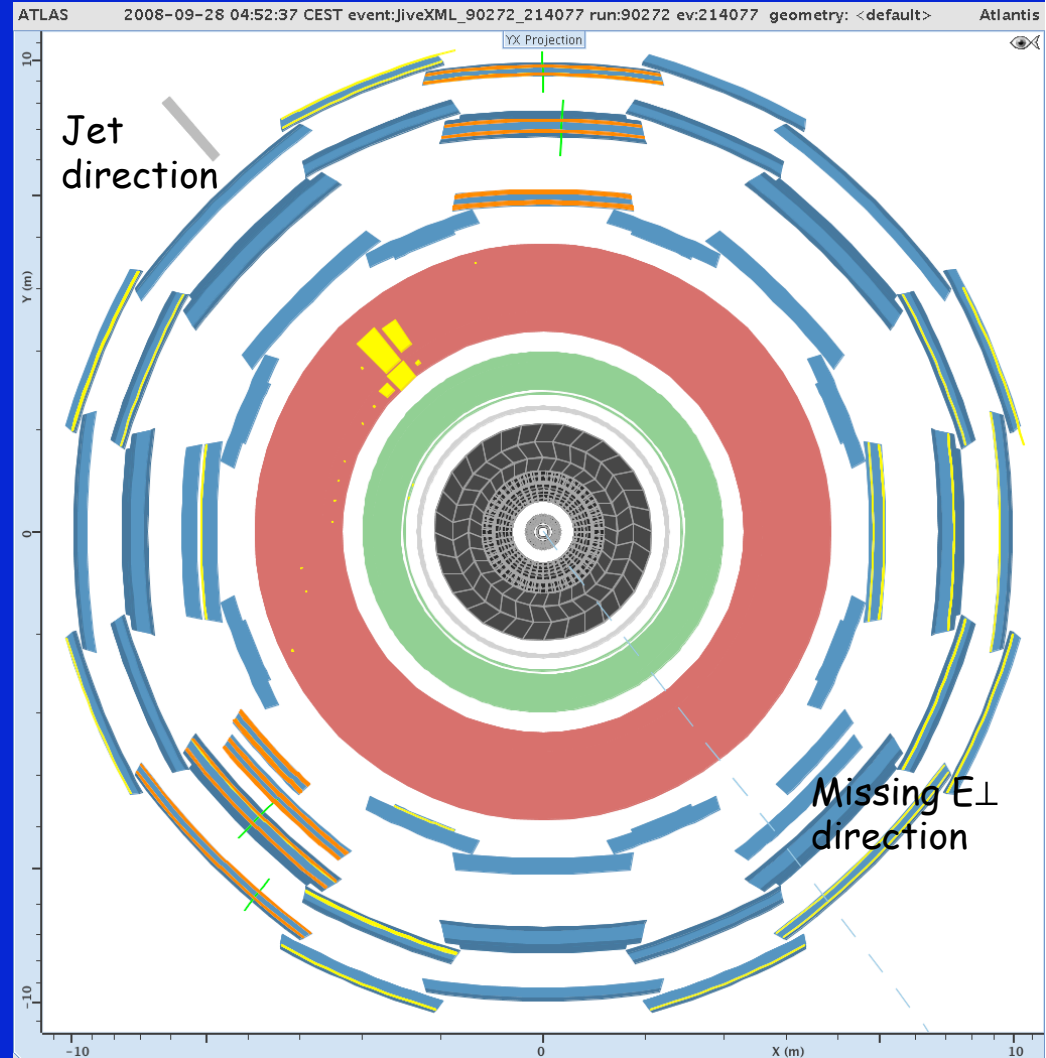 ATLAS 2008-09-28 04:52:37 CEST event:JiveXML_90272_214077 run:90272 ev:214077 geometry: <default> Atlantis
YX Projection
10
Jet
direction
Y (m)
0
Missing E⊥
direction
-10
-10 0 X (m) 10